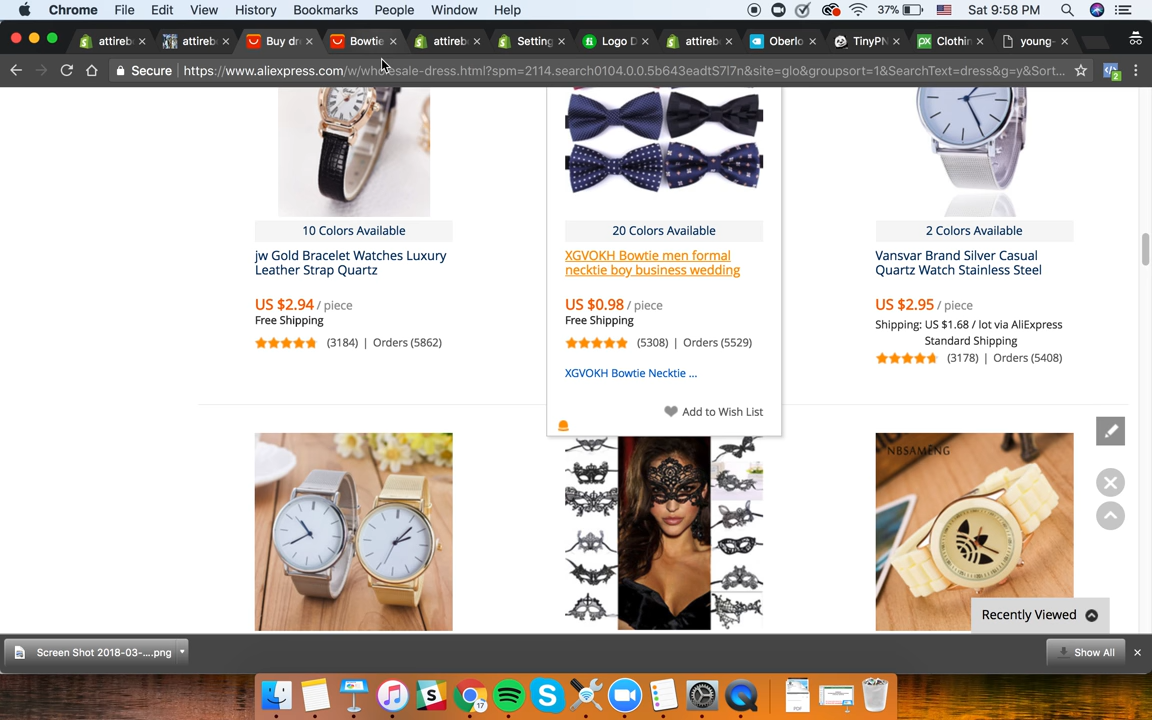 Chrome File Edit View History Bookmarks People Window Help 37% Sat 9:58 PM
attireb Buy dr Bowtie attireb Setting Logo D attireb Oberlo TinyPN Clothin young-
Secure https://www.aliexpress.com/w/wholesale-dress.html?spm=2114.search0104.0.0.5b643eadtS7l7n&site=glo&groupsort=1&SearchText=dress&g=y&Sort... 2
10 Colors Available 20 Colors Available 2 Colors Available
jw Gold Bracelet Watches Luxury XGVOKH Bowtie men formal Vansvar Brand Silver Casual
Leather Strap Quartz necktie boy business wedding Quartz Watch Stainless Steel
US $2.94 / piece US $0.98 / piece US $2.95 / piece
Free Shipping Free Shipping Shipping: US $1.68 / lot via AliExpress
Standard Shipping
(3184) | Orders (5862) (5308) | Orders (5529) (3178) | Orders (5408)
XGVOKH Bowtie Necktie ...
Add to Wish List
NBSAMENG
Recently Viewed
Screen Shot 2018-03-....png Show All
17